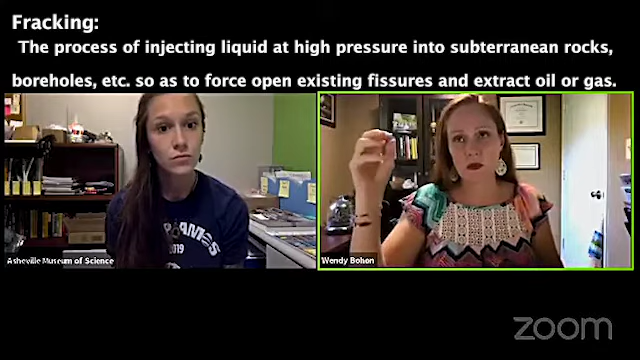 Fracking:
The process of injecting liquid at high pressure into subterranean rocks,
boreholes, etc. so as to force open existing fissures and extract oil or gas.
2019
Asheville Museum of Science
Wendy Bohon
zoom